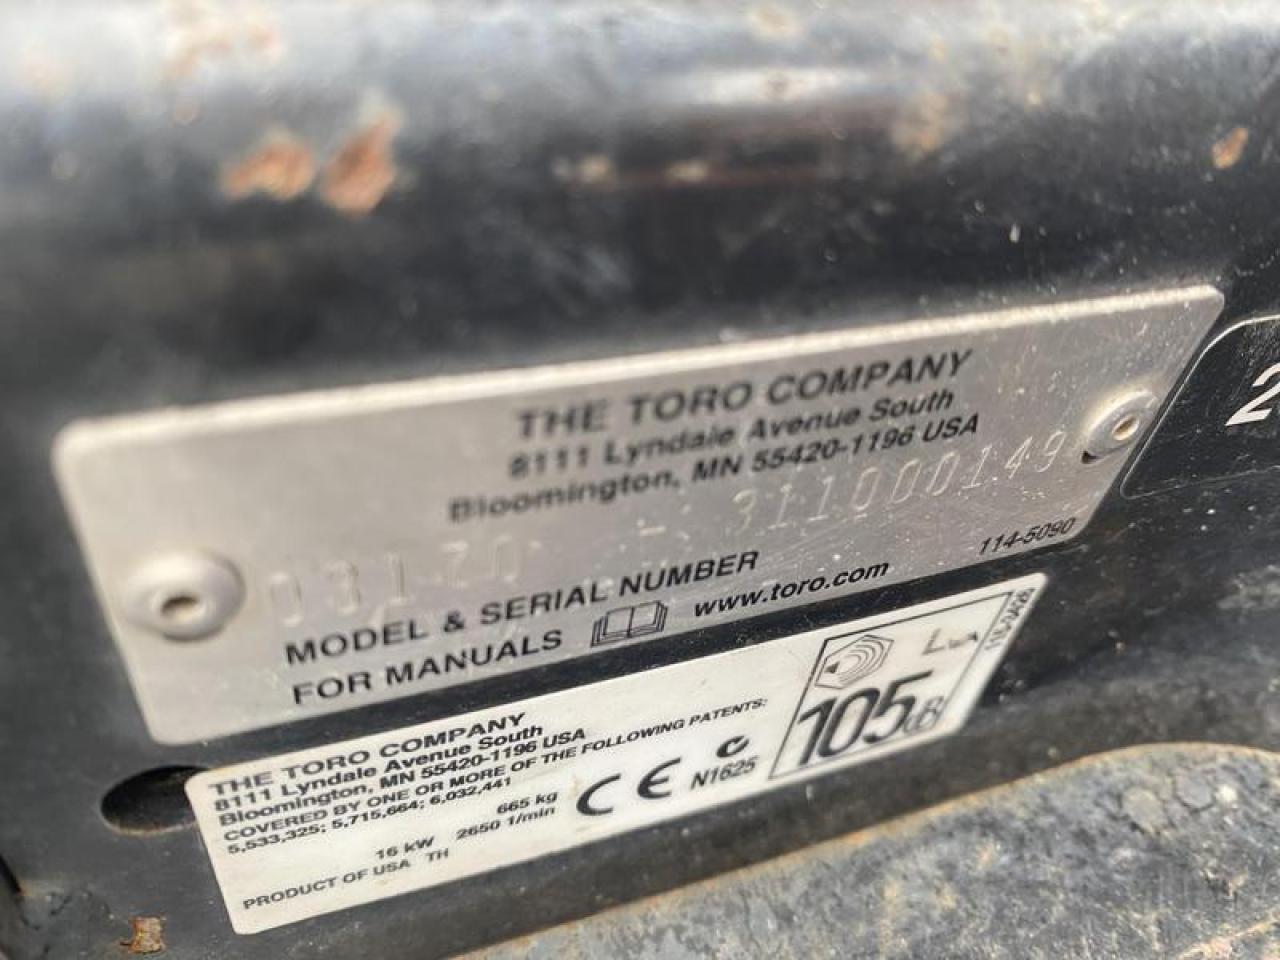 THE TORO COMPANY
8111 Lyndale Avenue South
Bloomington, MN 55420-1196 USA
03170 - 311000149
MODEL & SERIAL NUMBER
114-5090
FOR MANUALS www.toro.com
2
THE TORO COMPANY
8111 Lyndale Avenue South
Bloomington, MN 55420-1196 USA
COVERED BY ONE OR MORE OF THE FOLLOWING PATENTS:
5,533,325; 5,715,664; 6,032,441
665 kg
16 kW 2650 1/min
PRODUCT OF USA TH
CE N1625
105dB